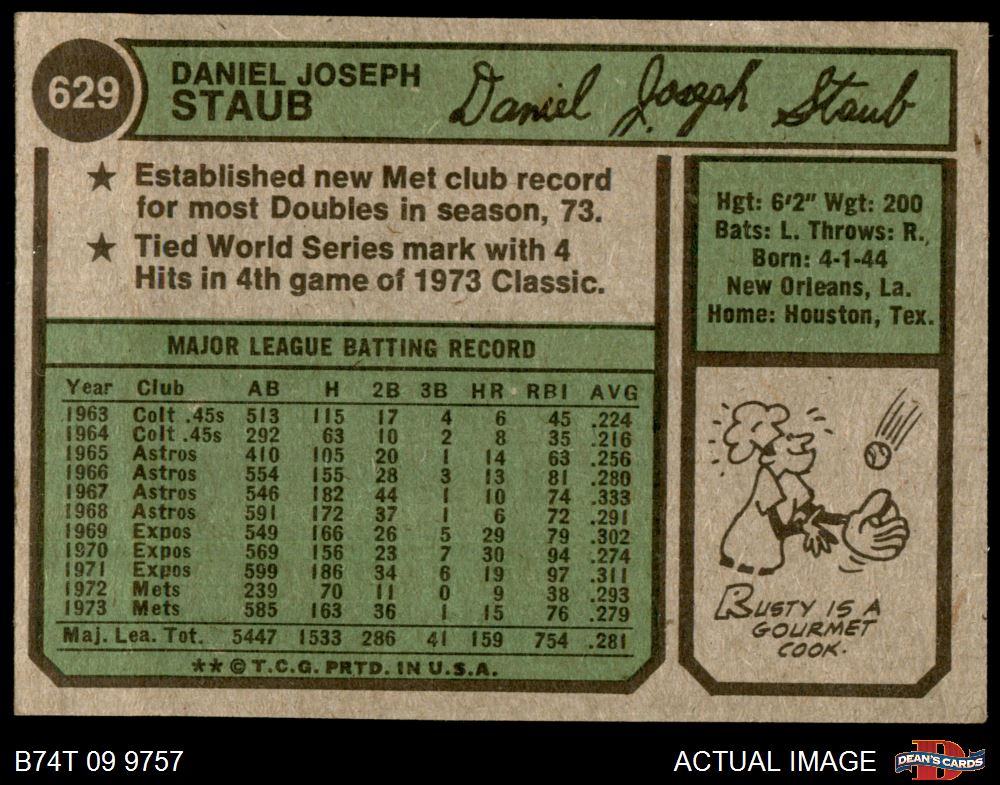 629
DANIEL JOSEPH
STAUB
Daniel Joseph Staub
★ Established new Met club record
for most Doubles in season, 73.
★ Tied World Series mark with 4
Hits in 4th game of 1973 Classic.
Hgt: 6'2" Wgt: 200
Bats: L. Throws: R.
Born: 4-1-44
New Orleans, La.
Home: Houston, Tex.
MAJOR LEAGUE BATTING RECORD
Year Club AB H 2B 3B HR RBI AVG
1963 Colt .45s 513 115 17 4 6 45 .224
1964 Colt .45s 292 63 10 2 8 35 .216
1965 Astros 410 105 20 1 14 63 .256
1966 Astros 554 155 28 3 13 81 .280
1967 Astros 546 182 44 1 10 74 .333
1968 Astros 591 172 37 1 6 72 .291
1969 Expos 549 166 26 5 29 79 .302
1970 Expos 569 156 23 7 30 94 .274
1971 Expos 599 186 34 6 19 97 .311
1972 Mets 239 70 11 0 9 38 .293
1973 Mets 585 163 36 1 15 76 .279
Maj. Lea. Tot. 5447 1533 286 41 159 754 .281
** © T.C.G. PRTD. IN U.S.A.
RUSTY IS A
GOURMET
COOK.
B74T 09 9757
ACTUAL IMAGE
DEAN'S CARDS